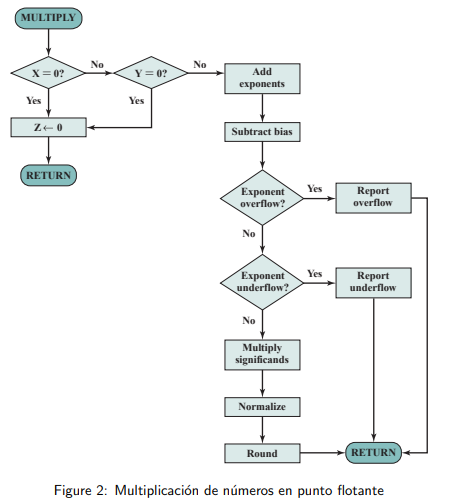 MULTIPLY
X = 0?
No
Y = 0?
No
Add
exponents
Yes
Yes
Z ← 0
Subtract bias
RETURN
Exponent
overflow?
Yes
Report
overflow
No
Exponent
underflow?
Yes
Report
underflow
No
Multiply
significands
Normalize
Round
RETURN
Figure 2: Multiplicación de números en punto flotante